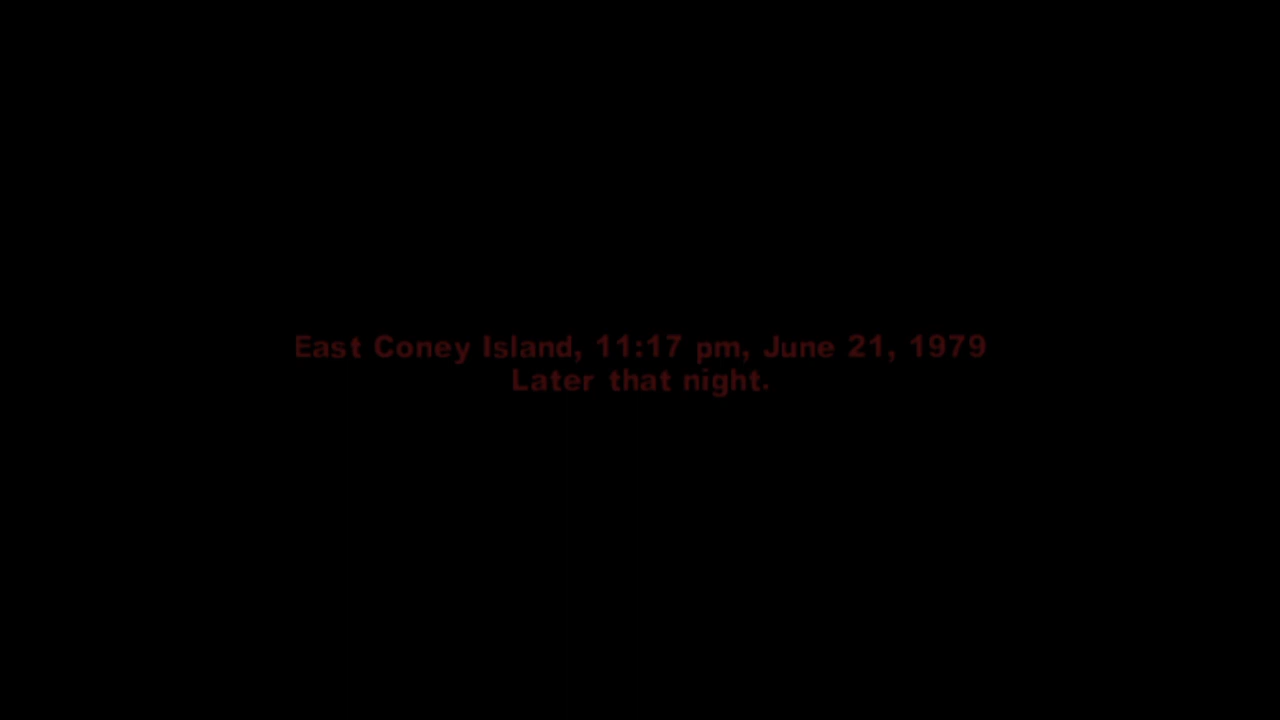 East Coney Island, 11:17 pm, June 21, 1979
Later that night.